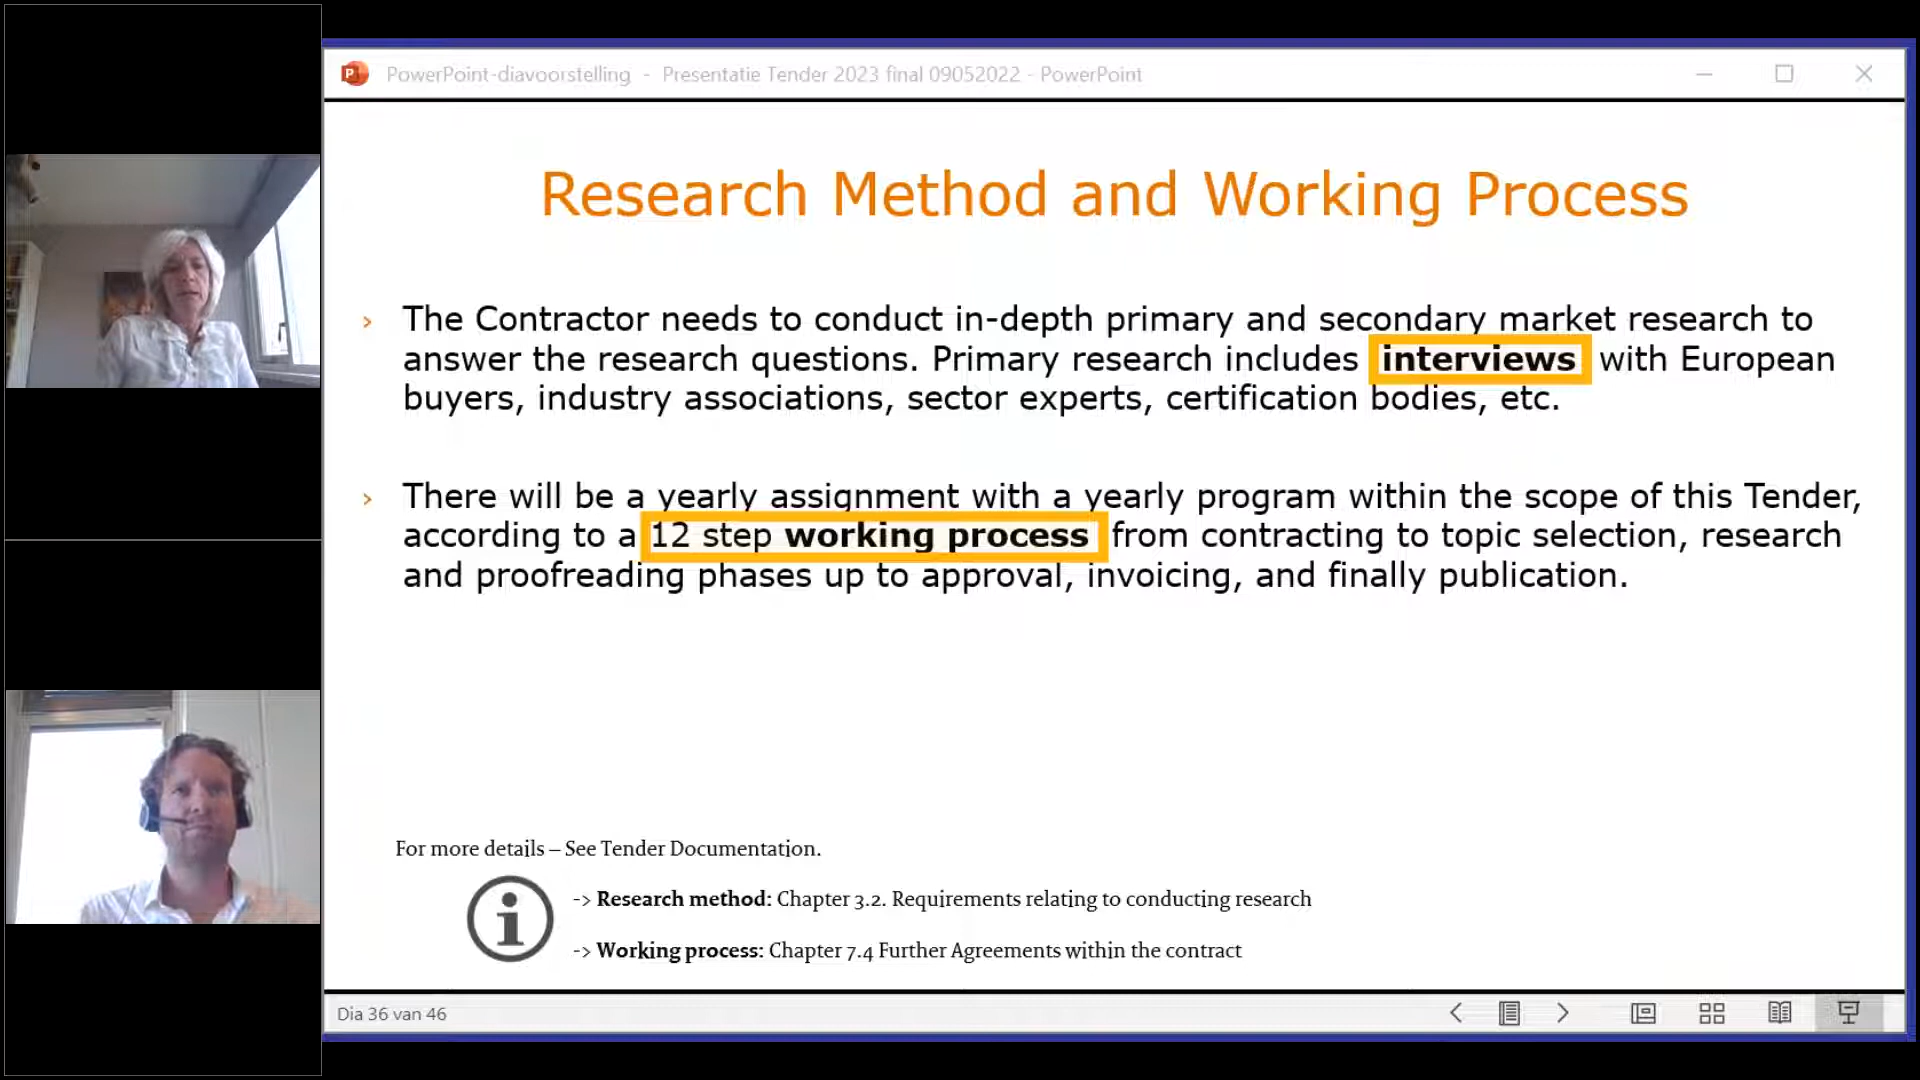 PowerPoint-diavoorstelling - Presentatie Tender 2023 final 09052022 - PowerPoint
Research Method and Working Process
› The Contractor needs to conduct in-depth primary and secondary market research to
answer the research questions. Primary research includes interviews with European
buyers, industry associations, sector experts, certification bodies, etc.
› There will be a yearly assignment with a yearly program within the scope of this Tender,
according to a 12 step working process from contracting to topic selection, research
and proofreading phases up to approval, invoicing, and finally publication.
For more details – See Tender Documentation.
-> Research method: Chapter 3.2. Requirements relating to conducting research
-> Working process: Chapter 7.4 Further Agreements within the contract
Dia 36 van 46